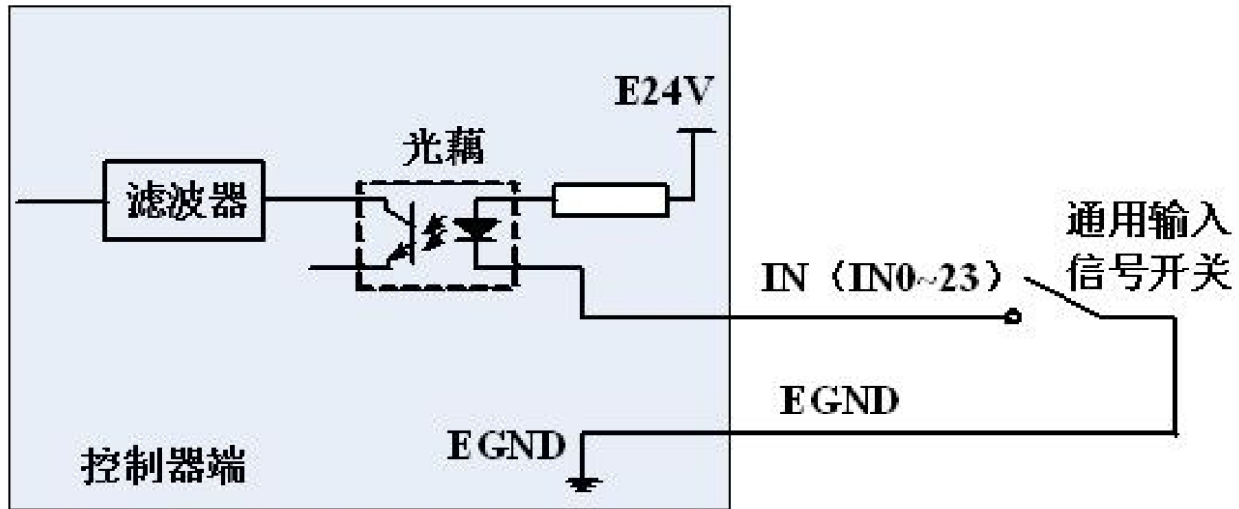 E24V
光藕
滤波器
通用输入
信号开关
IN（IN0~23）
EGND
EGND
控制器端